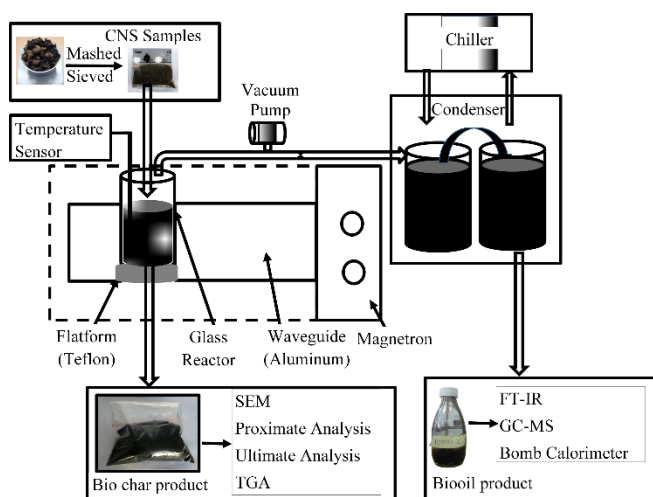 CNS Samples
Mashed
Sieved
Temperature
Sensor
Vacuum
Pump
Chiller
Condenser
Flatform
(Teflon)
Glass
Reactor
Waveguide
(Aluminum)
Magnetron
SEM
Proximate Analysis
Ultimate Analysis
TGA
Bio char product
FT-IR
GC-MS
Bomb Calorimeter
Biooil product